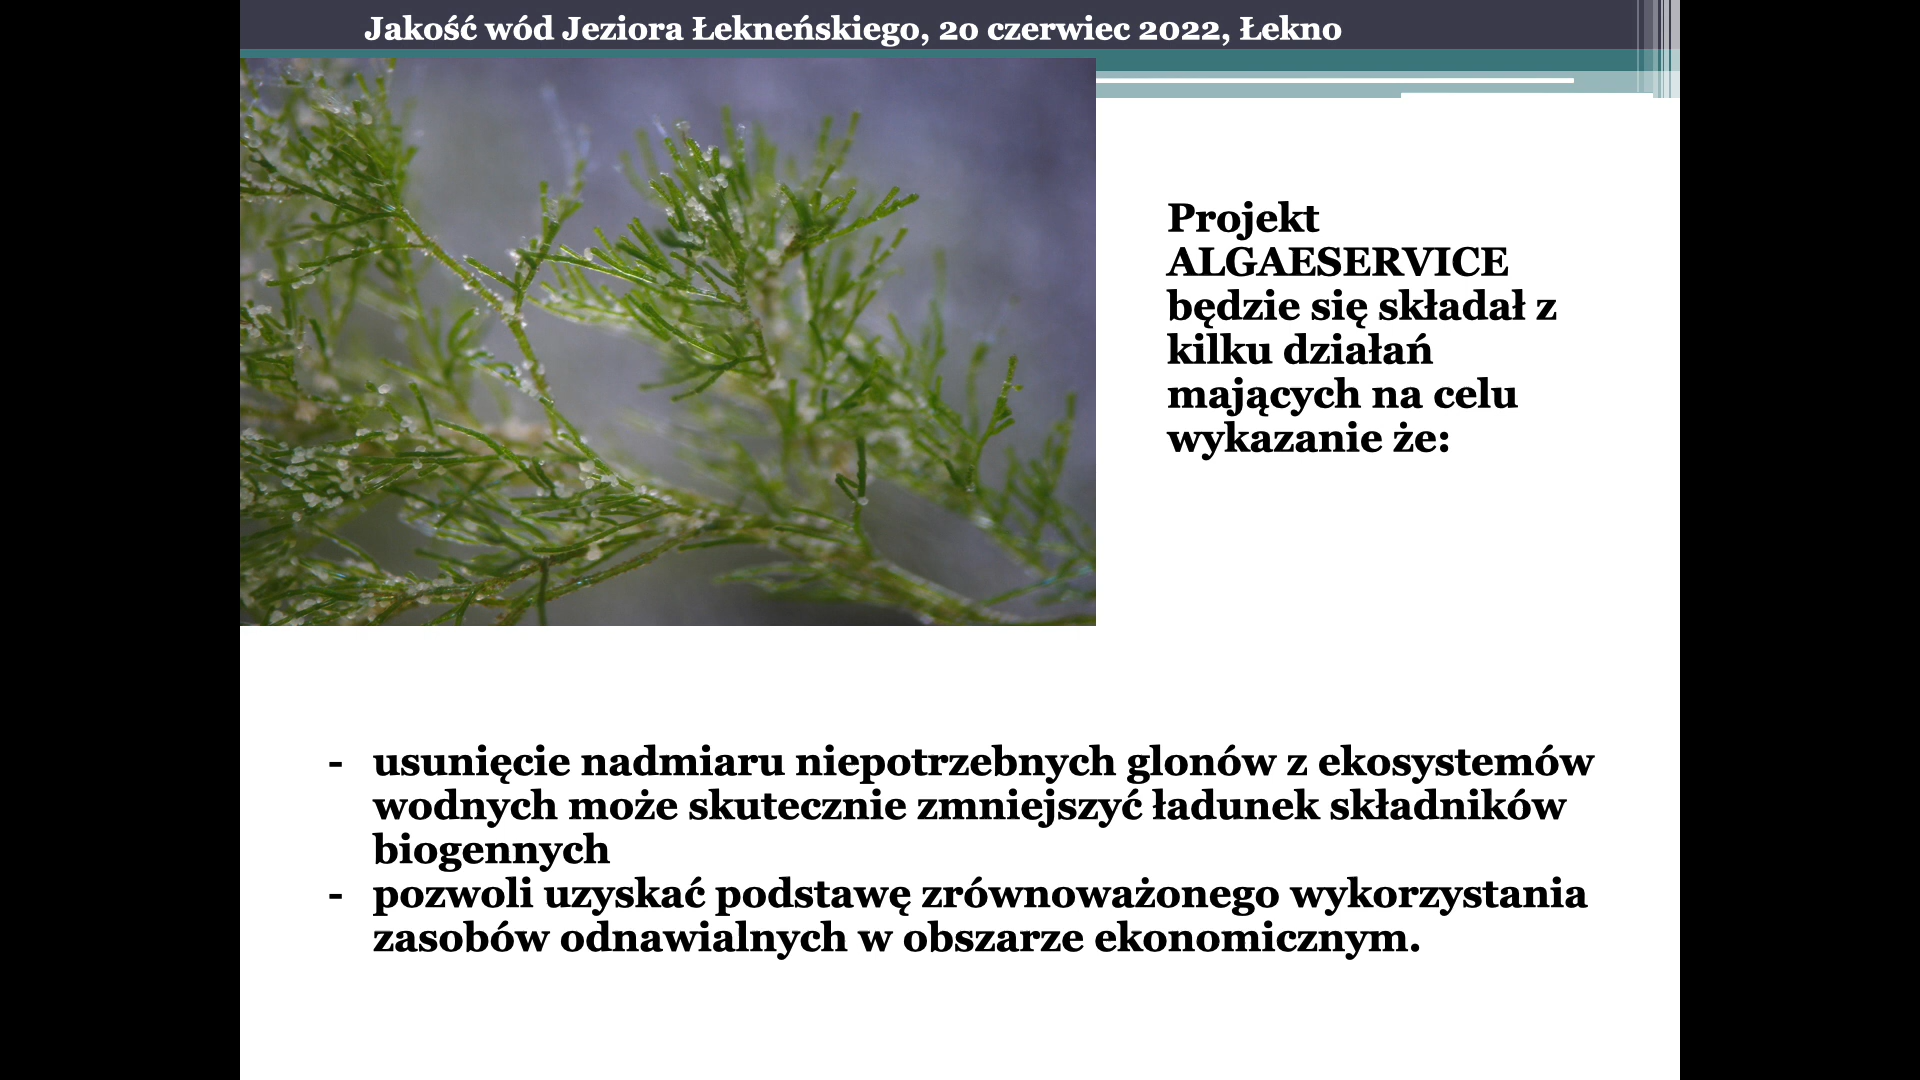 Jakość wód Jeziora Łekneńskiego, 20 czerwiec 2022, Łekno
Projekt
ALGAESERVICE
będzie się składał z
kilku działań
mających na celu
wykazanie że:
- usunięcie nadmiaru niepotrzebnych glonów z ekosystemów
wodnych może skutecznie zmniejszyć ładunek składników
biogennych
- pozwoli uzyskać podstawę zrównoważonego wykorzystania
zasobów odnawialnych w obszarze ekonomicznym.